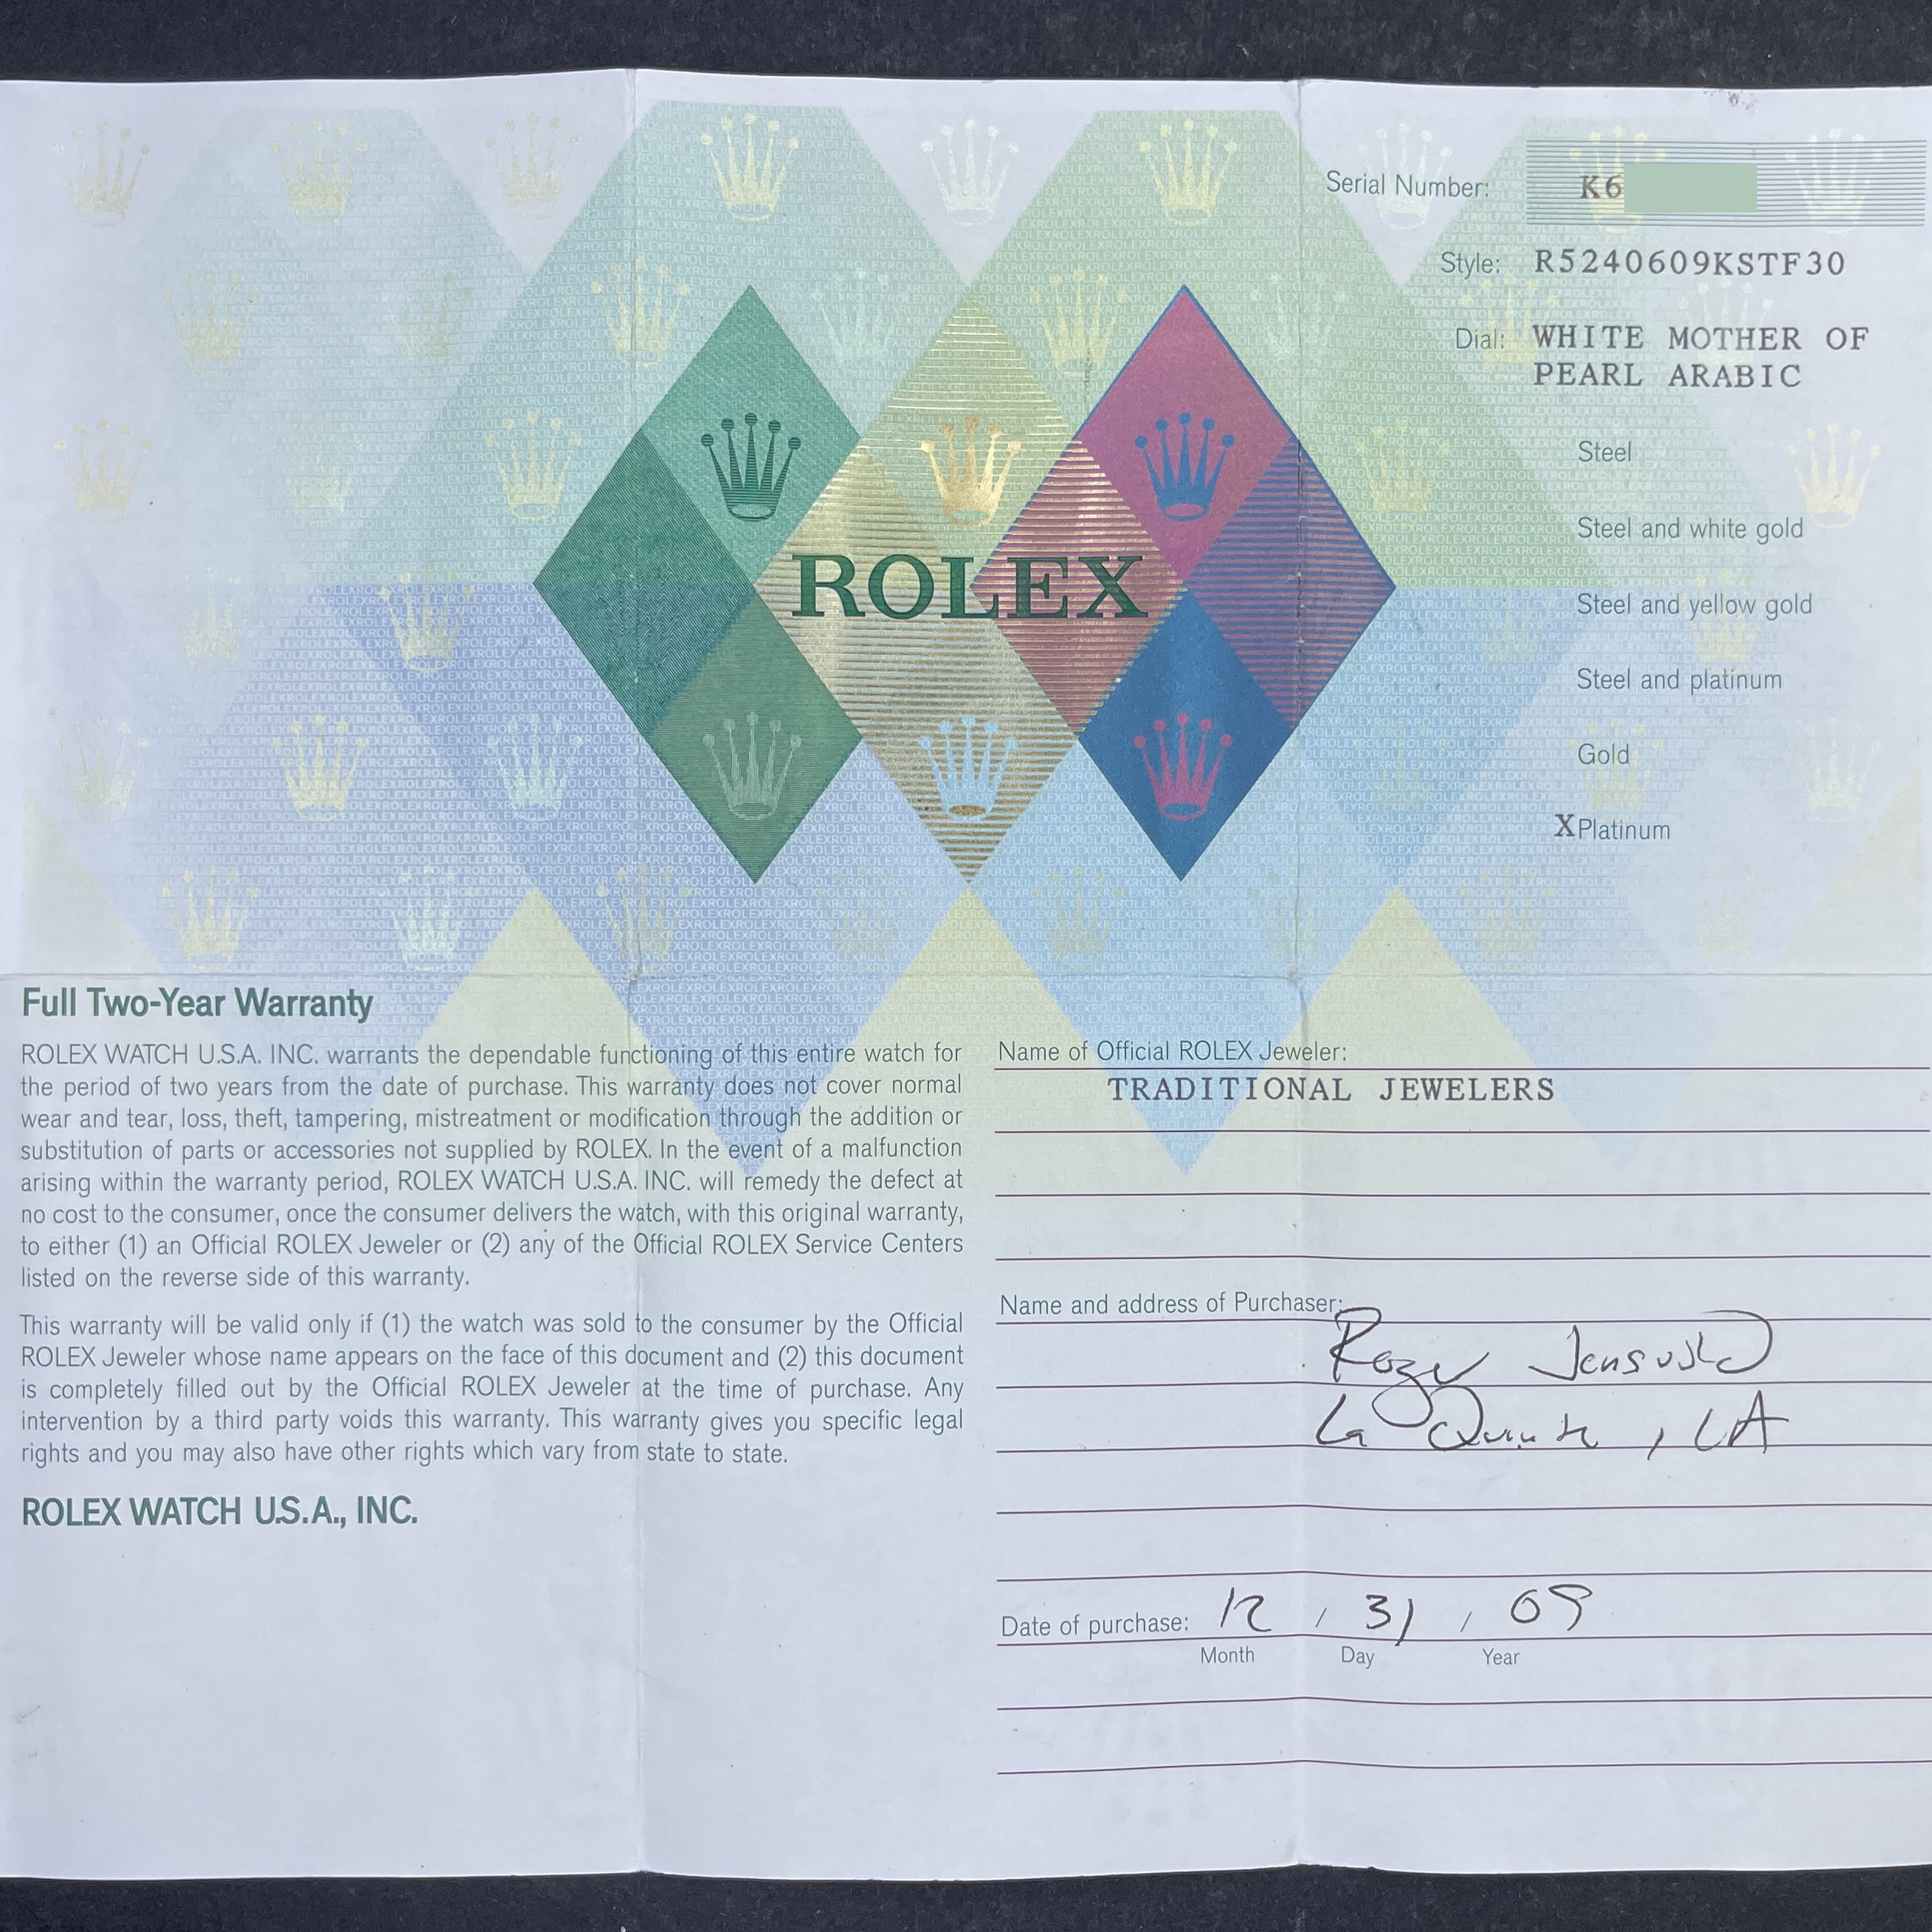 Serial Number: K6
Style: R5240609KSTF30
Dial: WHITE MOTHER OF
PEARL ARABIC
Steel
Steel and white gold
Steel and yellow gold
Steel and platinum
Gold
X Platinum
ROLEX
Full Two-Year Warranty
ROLEX WATCH U.S.A. INC. warrants the dependable functioning of this entire watch for
the period of two years from the date of purchase. This warranty does not cover normal
wear and tear, loss, theft, tampering, mistreatment or modification through the addition or
substitution of parts or accessories not supplied by ROLEX. In the event of a malfunction
arising within the warranty period, ROLEX WATCH U.S.A. INC. will remedy the defect at
no cost to the consumer, once the consumer delivers the watch, with this original warranty,
to either (1) an Official ROLEX Jeweler or (2) any of the Official ROLEX Service Centers
listed on the reverse side of this warranty.
This warranty will be valid only if (1) the watch was sold to the consumer by the Official
ROLEX Jeweler whose name appears on the face of this document and (2) this document
is completely filled out by the Official ROLEX Jeweler at the time of purchase. Any
intervention by a third party voids this warranty. This warranty gives you specific legal
rights and you may also have other rights which vary from state to state.
ROLEX WATCH U.S.A., INC.
Name of Official ROLEX Jeweler:
TRADITIONAL JEWELERS
Name and address of Purchaser:
La Quinta, CA
Date of purchase: 12 / 31 / 09
Month Day Year